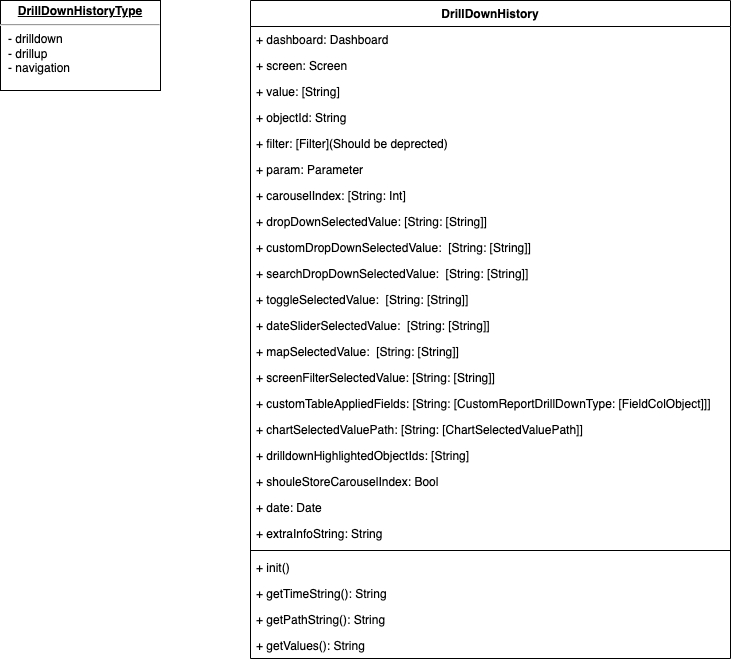 DrillDownHistoryType
- drilldown
- drillup
- navigation
DrillDownHistory
+ dashboard: Dashboard
+ screen: Screen
+ value: [String]
+ objectId: String
+ filter: [Filter](Should be deprected)
+ param: Parameter
+ carouselIndex: [String: Int]
+ dropDownSelectedValue: [String: [String]]
+ customDropDownSelectedValue:  [String: [String]]
+ searchDropDownSelectedValue:  [String: [String]]
+ toggleSelectedValue:  [String: [String]]
+ dateSliderSelectedValue:  [String: [String]]
+ mapSelectedValue:  [String: [String]]
+ screenFilterSelectedValue: [String: [String]]
+ customTableAppliedFields: [String: [CustomReportDrillDownType: [FieldColObject]]]
+ chartSelectedValuePath: [String: [ChartSelectedValuePath]]
+ drilldownHighlightedObjectIds: [String]
+ shouleStoreCarouselIndex: Bool
+ date: Date
+ extraInfoString: String
+ init()
+ getTimeString(): String
+ getPathString(): String
+ getValues(): String